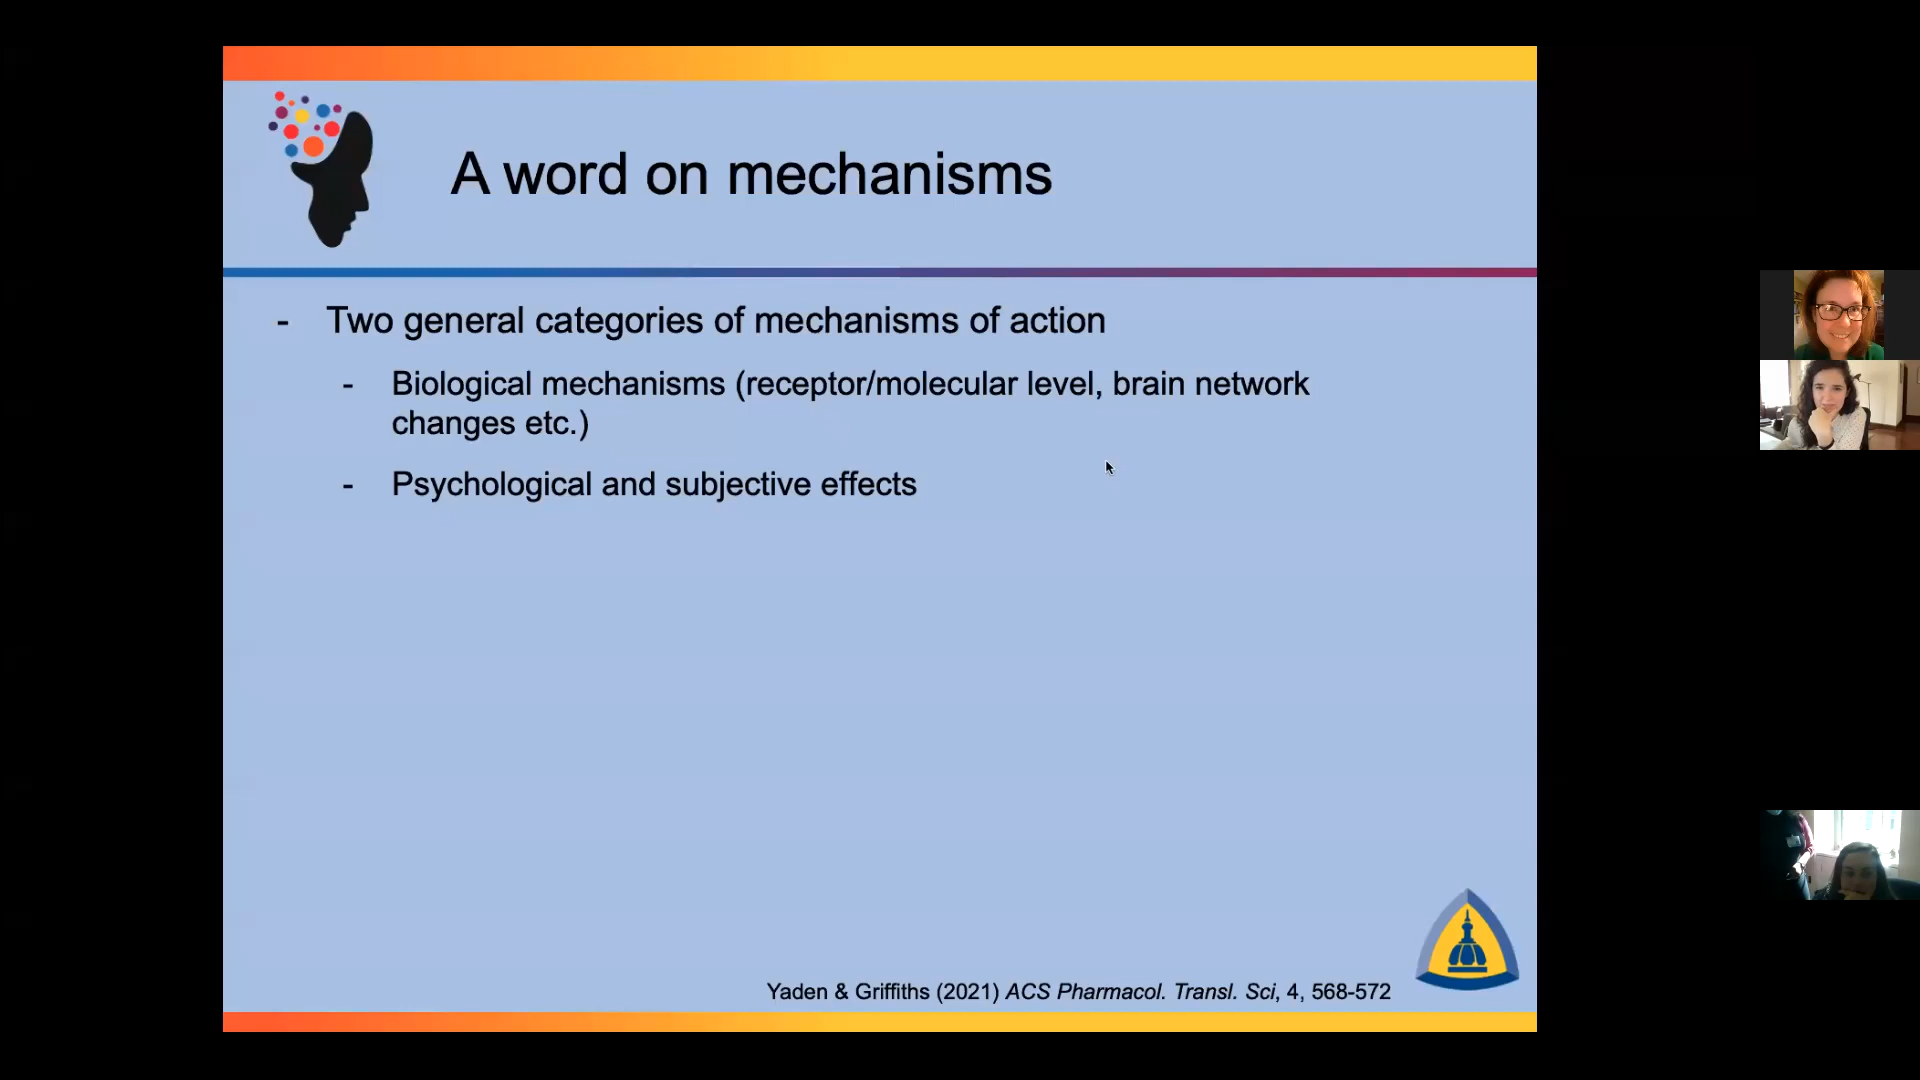 A word on mechanisms
- Two general categories of mechanisms of action
- Biological mechanisms (receptor/molecular level, brain network
changes etc.)
- Psychological and subjective effects
Yaden & Griffiths (2021) ACS Pharmacol. Transl. Sci, 4, 568-572